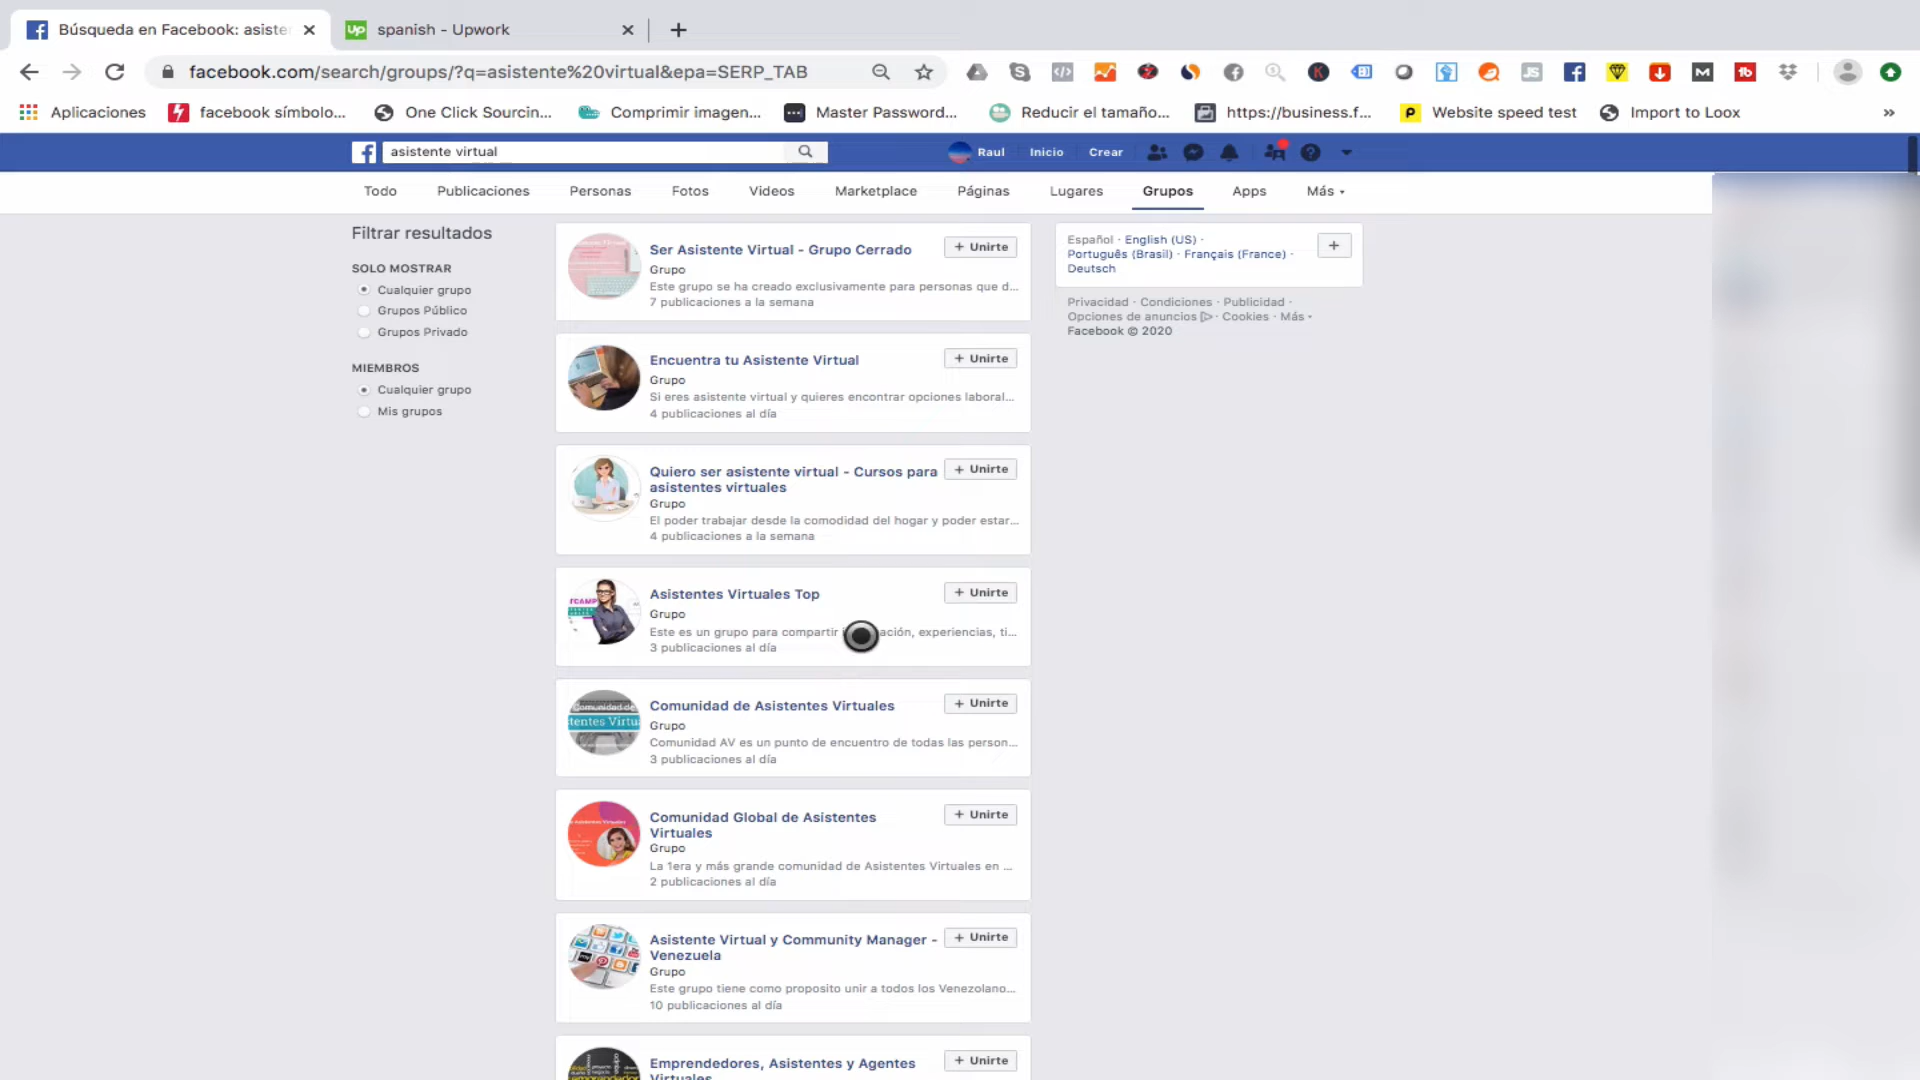 Búsqueda en Facebook: asiste
spanish - Upwork
facebook.com/search/groups/?q=asistente%20virtual&epa=SERP_TAB
Aplicaciones
facebook símbolo...
One Click Sourcin...
Comprimir imagen...
Master Password...
Reducir el tamaño...
https://business.f...
Website speed test
Import to Loox
asistente virtual
Raul
Inicio
Crear
Todo
Publicaciones
Personas
Fotos
Videos
Marketplace
Páginas
Lugares
Grupos
Apps
Más
Filtrar resultados
SOLO MOSTRAR
Cualquier grupo
Grupos Público
Grupos Privado
MIEMBROS
Cualquier grupo
Mis grupos
Ser Asistente Virtual - Grupo Cerrado
+ Unirte
Grupo
Este grupo se ha creado exclusivamente para personas que d...
7 publicaciones a la semana
Encuentra tu Asistente Virtual
+ Unirte
Grupo
Si eres asistente virtual y quieres encontrar opciones laboral...
4 publicaciones al día
Quiero ser asistente virtual - Cursos para
asistentes virtuales
+ Unirte
Grupo
El poder trabajar desde la comodidad del hogar y poder estar...
4 publicaciones a la semana
Asistentes Virtuales Top
+ Unirte
Grupo
Este es un grupo para compartir ación, experiencias, ti...
3 publicaciones al día
Comunidad de Asistentes Virtuales
+ Unirte
Grupo
Comunidad AV es un punto de encuentro de todas las person...
3 publicaciones al día
Comunidad Global de Asistentes
Virtuales
+ Unirte
Grupo
La 1era y más grande comunidad de Asistentes Virtuales en ...
2 publicaciones al día
Asistente Virtual y Community Manager -
Venezuela
+ Unirte
Grupo
Este grupo tiene como proposito unir a todos los Venezolano...
10 publicaciones al día
Emprendedores, Asistentes y Agentes
Virtuales
+ Unirte
Español · English (US) ·
Português (Brasil) · Français (France) ·
Deutsch
Privacidad · Condiciones · Publicidad ·
Opciones de anuncios · Cookies · Más
Facebook © 2020